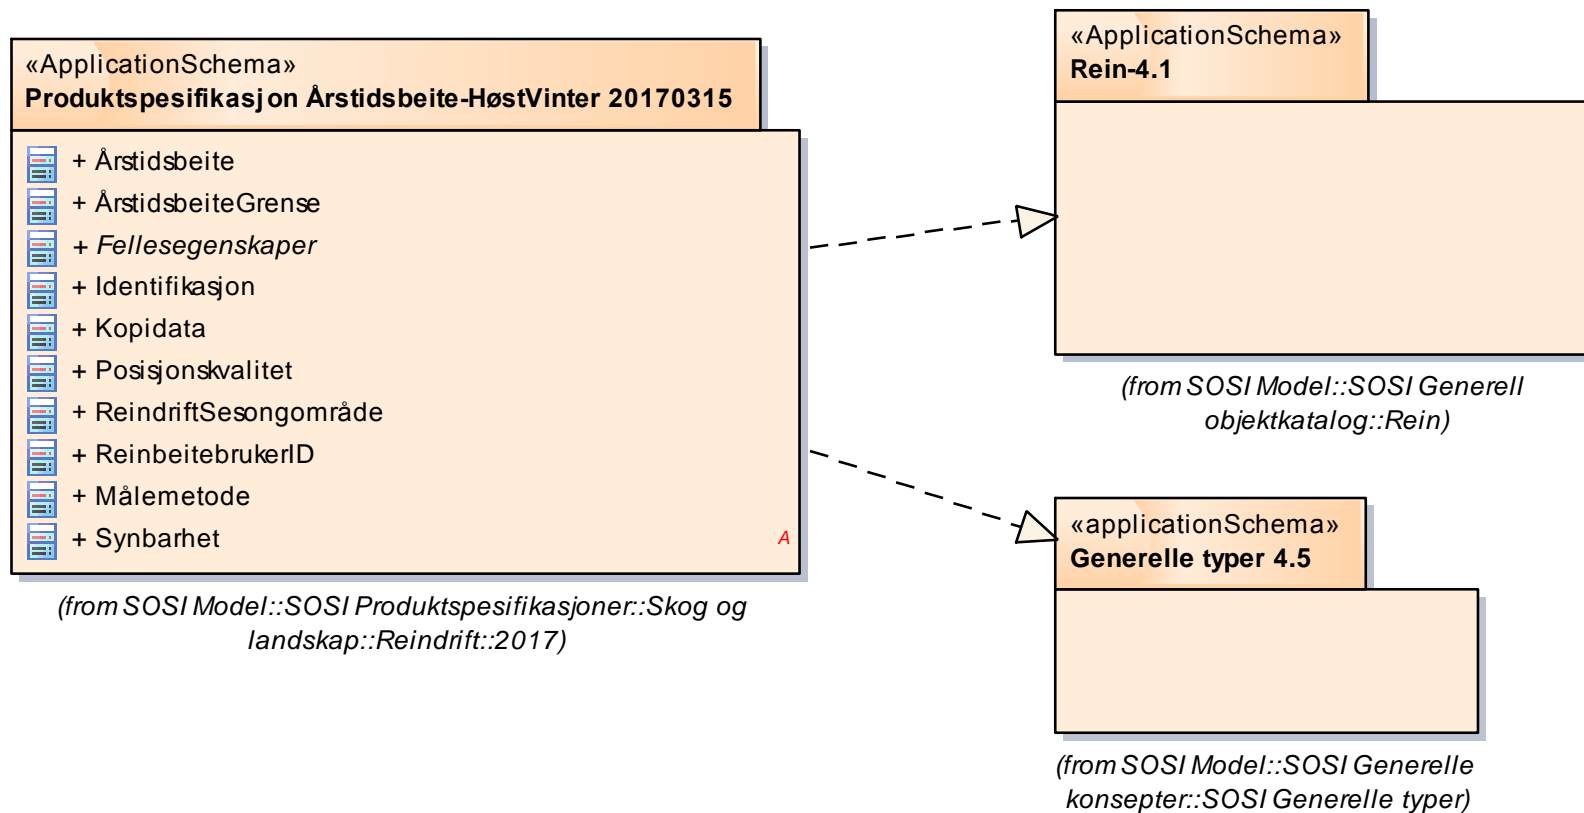 «ApplicationSchema»
Produktspesifikasjon Årstidsbeite-HøstVinter 20170315
+ Årstidsbeite
+ ÅrstidsbeiteGrense
+ Fellesegenskaper
+ Identifikasjon
+ Kopidata
+ Posisjonskvalitet
+ ReindriftSesongområde
+ ReinbeitebrukerID
+ Målemetode
+ Synbarhet
A
(from SOSI Model::SOSI Produktspesifikasjoner::Skog og
landskap::Reindrift::2017)
«ApplicationSchema»
Rein-4.1
(from SOSI Model::SOSI Generell
objektkatalog::Rein)
«applicationSchema»
Generelle typer 4.5
(from SOSI Model::SOSI Generelle
konsepter::SOSI Generelle typer)